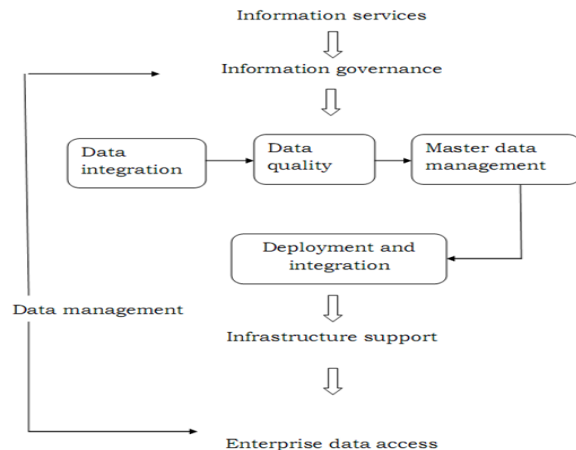 Information services
Information governance
Data
integration
Data
quality
Master data
management
Deployment and
integration
Data management
Infrastructure support
Enterprise data access